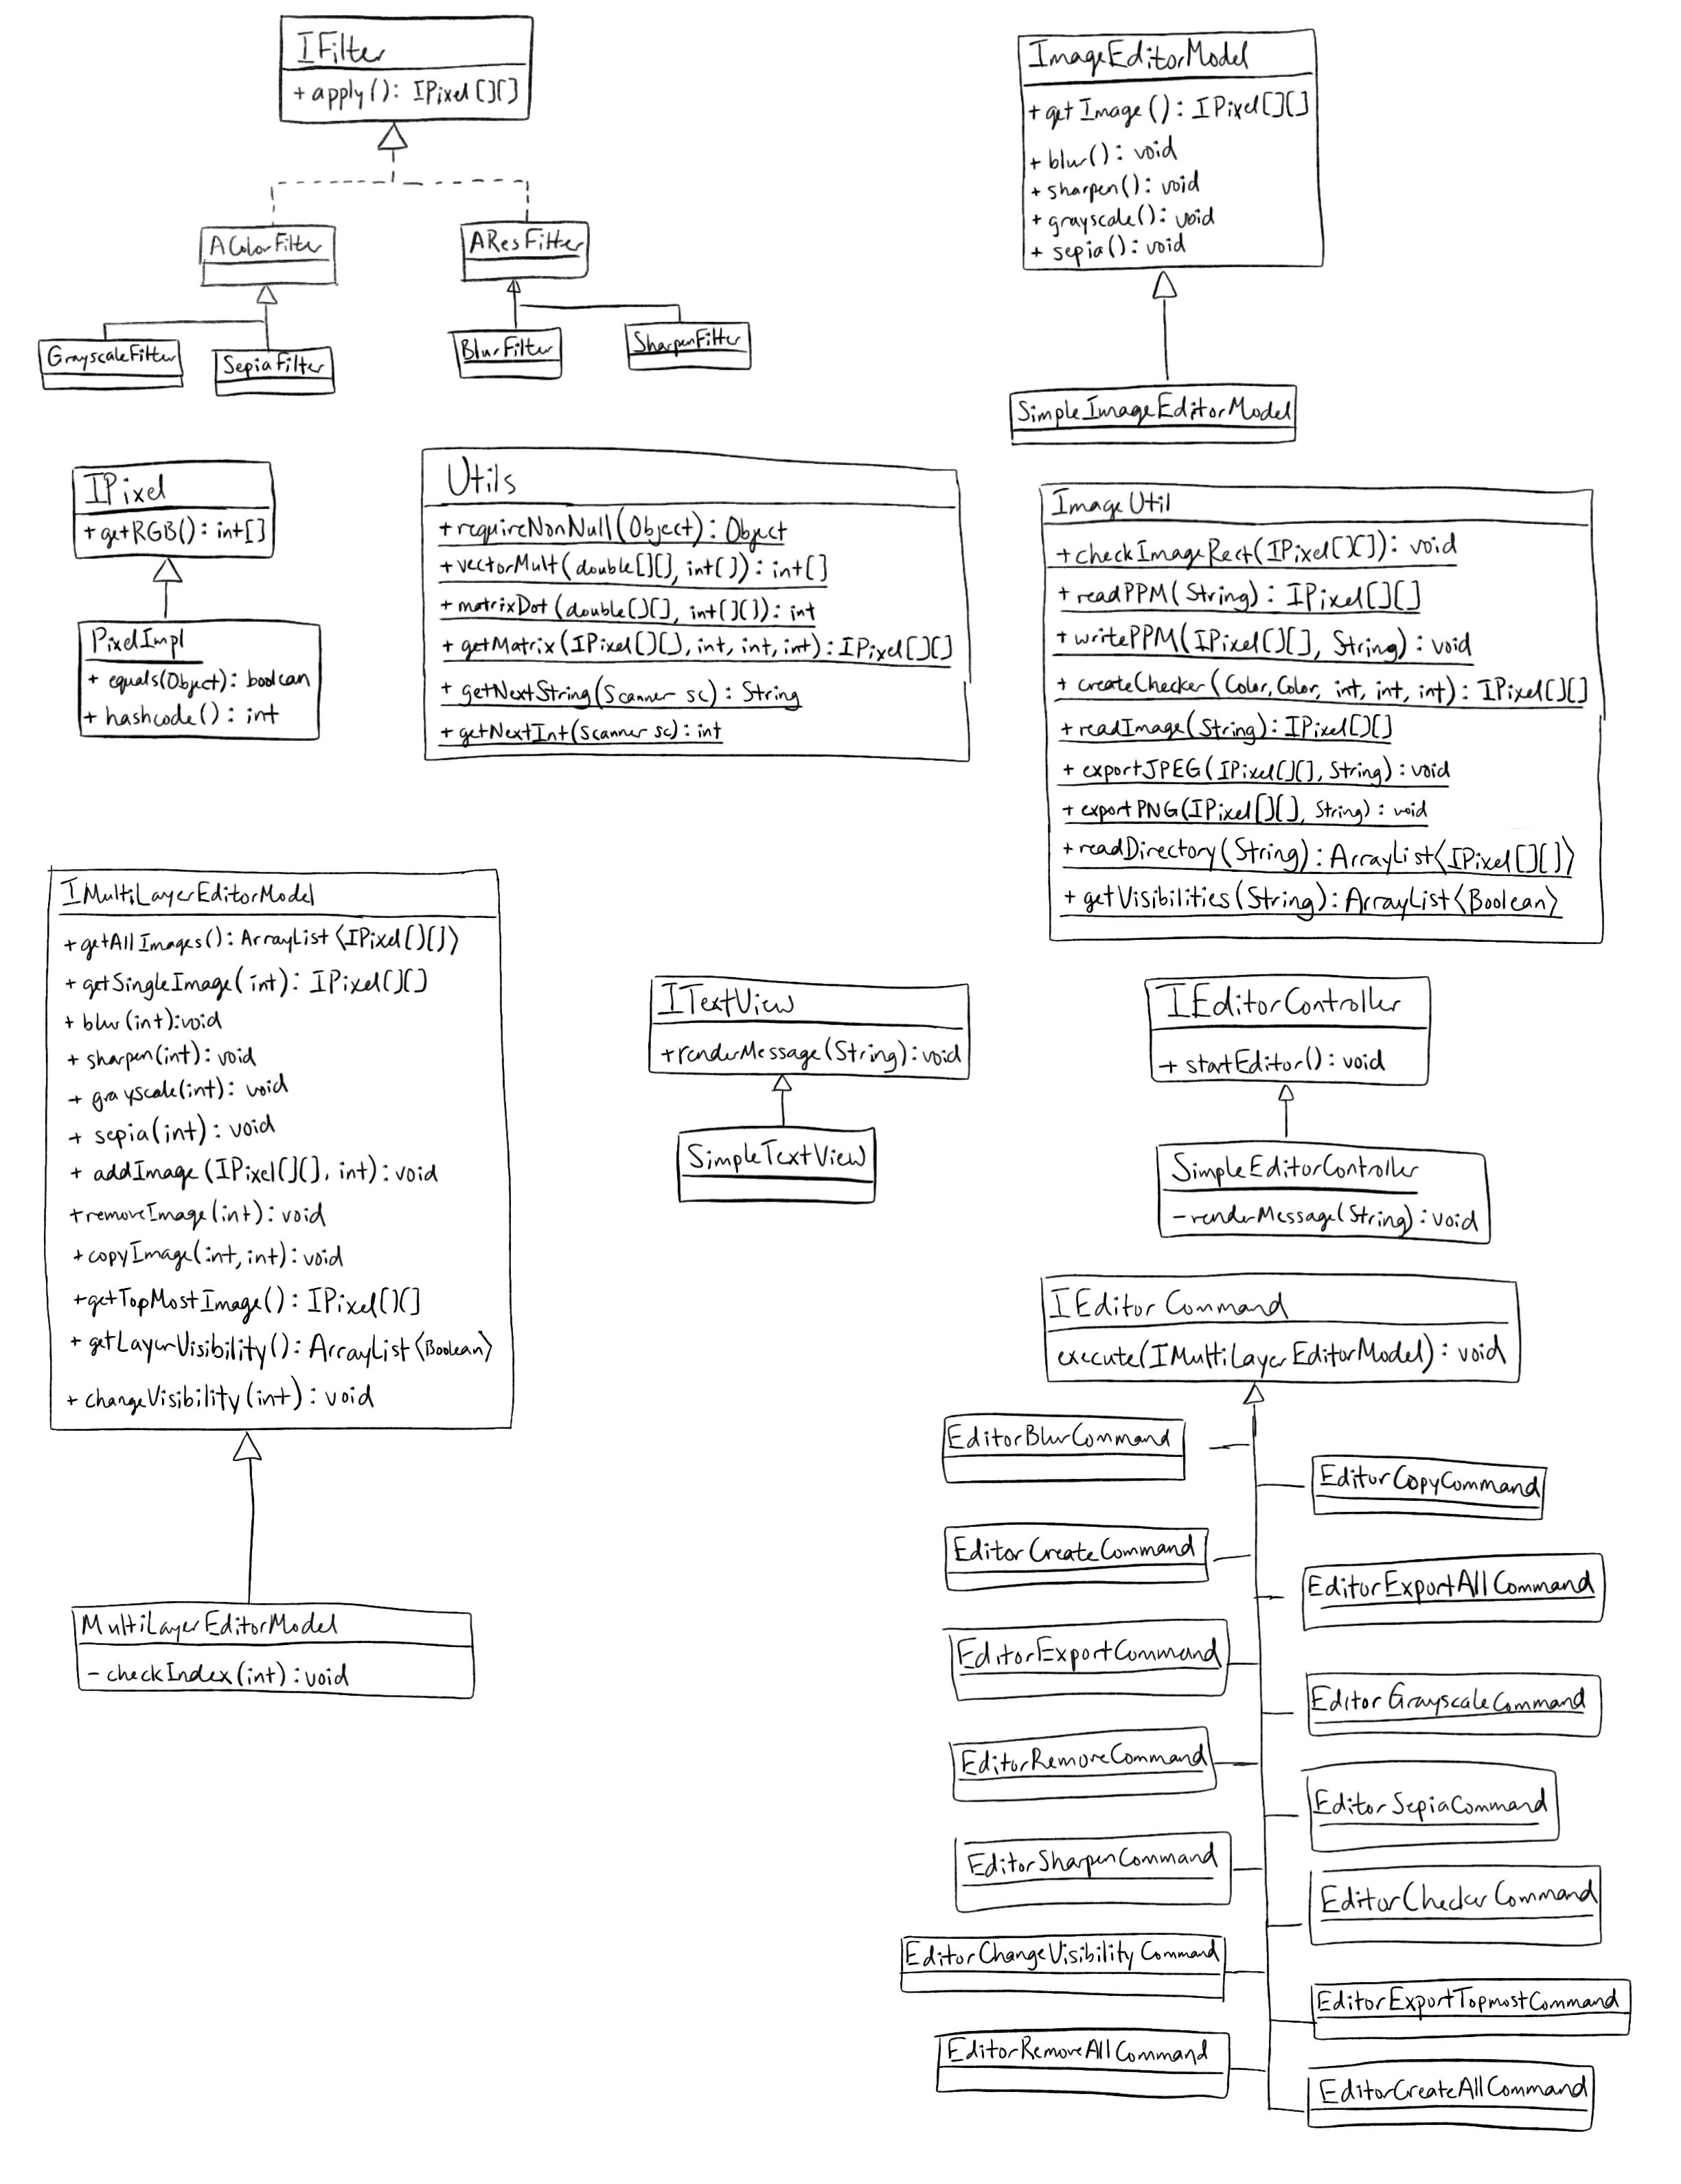 IFilter
+ apply(): IPixel[][]
AColorFilter
AResFilter
GrayscaleFilter
SepiaFilter
BlurFilter
SharpenFilter
ImageEditorModel
+ getImage(): IPixel[][]
+ blur(): void
+ sharpen(): void
+ grayscale(): void
+ sepia(): void
SimpleImageEditorModel
IPixel
+ getRGB(): int[]
PixelImpl
+ equals(Object): boolean
+ hashcode(): int
Utils
+requireNonNull(Object): Object
+ vectorMult(double[][], int[]): int[]
+ matrixDot(double[][], int[][]): int
+ getMatrix(IPixel[][], int, int, int): IPixel[][]
+ getNextString(Scanner sc): String
+ getNextInt(Scanner sc): int
ImageUtil
+checkImageRect(IPixel[][]): void
+readPPM(String): IPixel[][]
+writePPM(IPixel[][], String): void
+ createChecker(Color, Color, int, int, int): IPixel[][]
+ readImage(String): IPixel[][]
+ exportJPEG(IPixel[][], String): void
+ exportPNG(IPixel[][], String): void
+readDirectory(String): ArrayList<IPixel[][]>
+ getVisibilities(String): ArrayList<Boolean>
IMultiLayerEditorModel
+getAllImages(): ArrayList<IPixel[][]>
+ getSingleImage(int): IPixel[][]
+ blur(int): void
+ sharpen(int): void
+ grayscale(int): void
+ sepia(int): void
+ addImage(IPixel[][], int): void
+removeImage(int): void
+copyImage(int, int): void
+getTopMostImage(): IPixel[][]
+ getLayerVisibility(): ArrayList<Boolean>
+ changeVisibility(int): void
MultiLayerEditorModel
- checkIndex(int): void
ITextView
+renderMessage(String): void
SimpleTextView
IEditorController
+ startEditor(): void
SimpleEditorController
-renderMessage(String): void
IEditorCommand
execute(IMultiLayerEditorModel): void
EditorBlurCommand
EditorCopyCommand
EditorCreateCommand
EditorExportAllCommand
EditorExportCommand
EditorGrayscaleCommand
EditorRemoveCommand
EditorSepiaCommand
EditorSharpenCommand
EditorCheckerCommand
EditorChangeVisibilityCommand
EditorExportTopmostCommand
EditorRemoveAllCommand
EditorCreateAllCommand